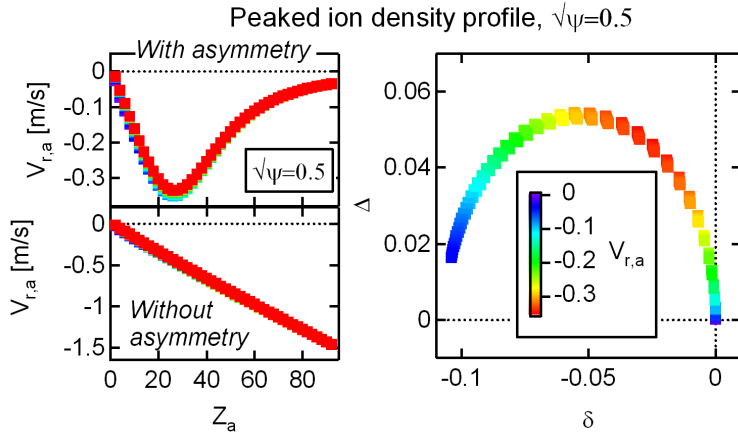 Peaked ion density profile, √ψ=0.5
With asymmetry
0
-0.1
-0.2
-0.3
V_r,a [m/s]
√ψ=0.5
0
-0.5
-1.0
-1.5
V_r,a [m/s]
Without
asymmetry
0 20 40 60 80
Z_a
0.06
0.04
0.02
0
Δ
0
-0.1
-0.2
-0.3
V_r,a
-0.1 -0.05 0
δ